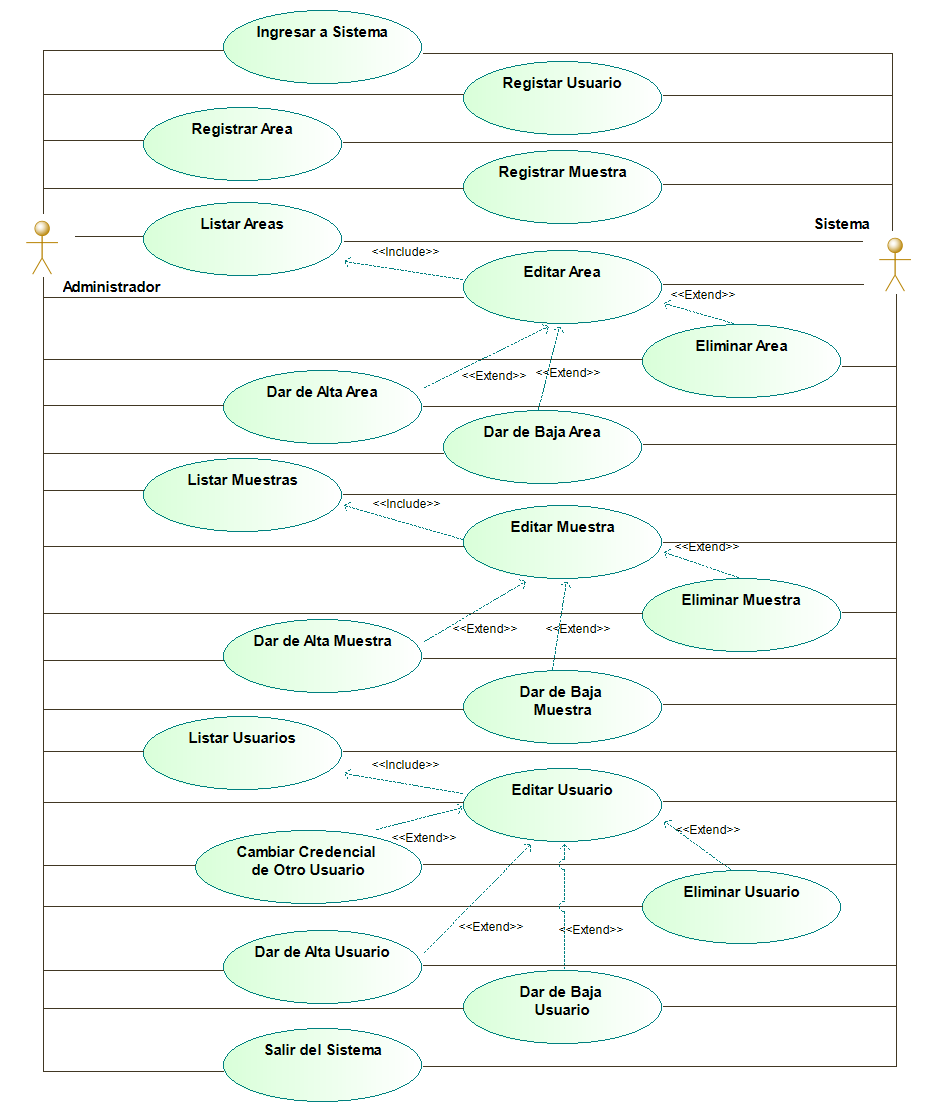 Ingresar a Sistema
Registar Usuario
Registrar Area
Registrar Muestra
Listar Areas
Sistema
<<Include>>
Editar Area
Administrador
<<Extend>>
Eliminar Area
<<Extend>>
<<Extend>>
Dar de Alta Area
Dar de Baja Area
Listar Muestras
<<Include>>
Editar Muestra
<<Extend>>
Eliminar Muestra
<<Extend>>
<<Extend>>
Dar de Alta Muestra
Dar de Baja
Muestra
Listar Usuarios
<<Include>>
Editar Usuario
<<Extend>>
<<Extend>>
Cambiar Credencial
de Otro Usuario
Eliminar Usuario
<<Extend>>
<<Extend>>
Dar de Alta Usuario
Dar de Baja
Usuario
Salir del Sistema